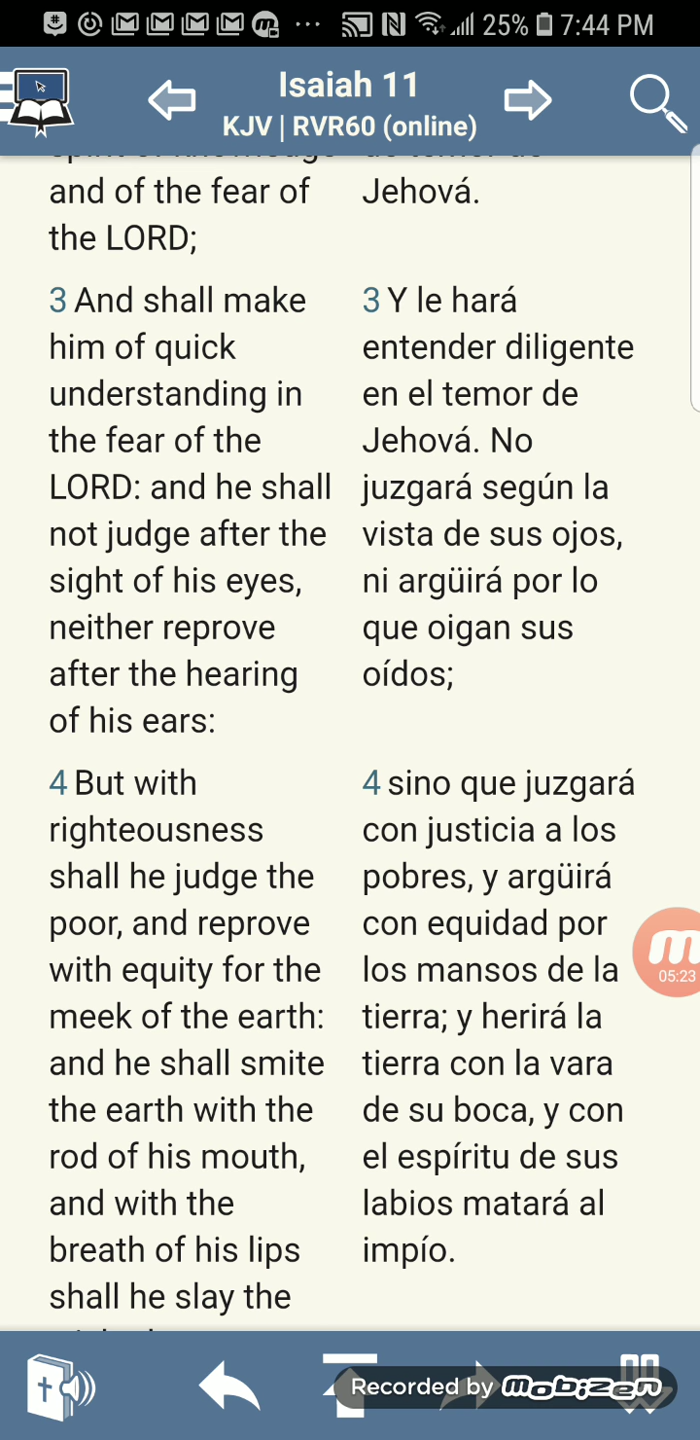 25% 7:44 PM
Isaiah 11
KJV | RVR60 (online)
and of the fear of
the LORD;
3 And shall make
him of quick
understanding in
the fear of the
LORD: and he shall
not judge after the
sight of his eyes,
neither reprove
after the hearing
of his ears:
4 But with
righteousness
shall he judge the
poor, and reprove
with equity for the
meek of the earth:
and he shall smite
the earth with the
rod of his mouth,
and with the
breath of his lips
shall he slay the
Jehová.
3 Y le hará
entender diligente
en el temor de
Jehová. No
juzgará según la
vista de sus ojos,
ni argüirá por lo
que oigan sus
oídos;
4 sino que juzgará
con justicia a los
pobres, y argüirá
con equidad por
los mansos de la
tierra; y herirá la
tierra con la vara
de su boca, y con
el espíritu de sus
labios matará al
impío.
m
05:23
Recorded by mobizen